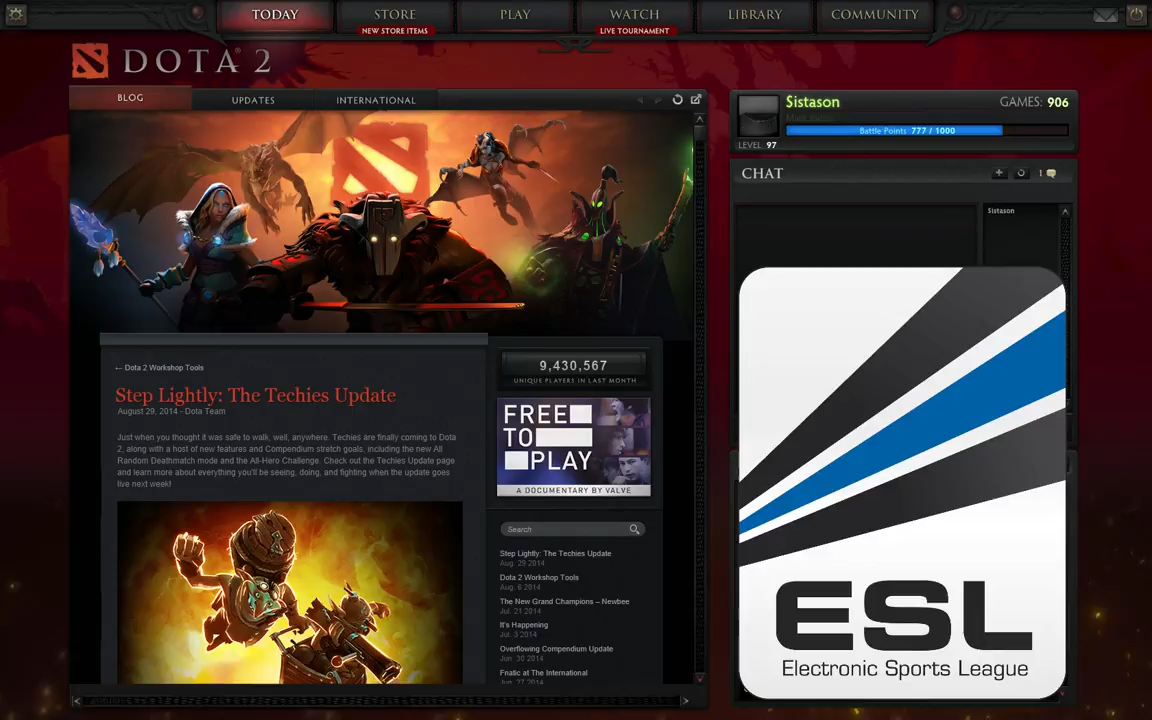 TODAY
STORE
NEW STORE ITEMS
PLAY
WATCH
LIVE TOURNAMENT
LIBRARY
COMMUNITY
DOTA 2
BLOG
UPDATES
INTERNATIONAL
Sistason
GAMES: 906
Battle Points 777 / 1000
LEVEL 97
CHAT
1
Sistason
← Dota 2 Workshop Tools
Step Lightly: The Techies Update
August 29, 2014 - Dota Team
Just when you thought it was safe to walk, well, anywhere. Techies are finally coming to Dota
2, along with a host of new features and Compendium stretch goals, including the new All
Random Deathmatch mode and the All-Hero Challenge. Check out the Techies Update page
and learn more about everything you'll be seeing, doing, and fighting when the update goes
live next week!
9,430,567
UNIQUE PLAYERS IN LAST MONTH
FREE
TO
PLAY
A DOCUMENTARY BY VALVE
Search
Step Lightly: The Techies Update
Aug. 29 2014
Dota 2 Workshop Tools
Aug. 6 2014
The New Grand Champions – Newbee
Jul. 21 2014
It's Happening
Jul. 3 2014
Overflowing Compendium Update
Jun. 30 2014
Fnatic at The International
Jun. 27 2014
ESL
Electronic Sports League